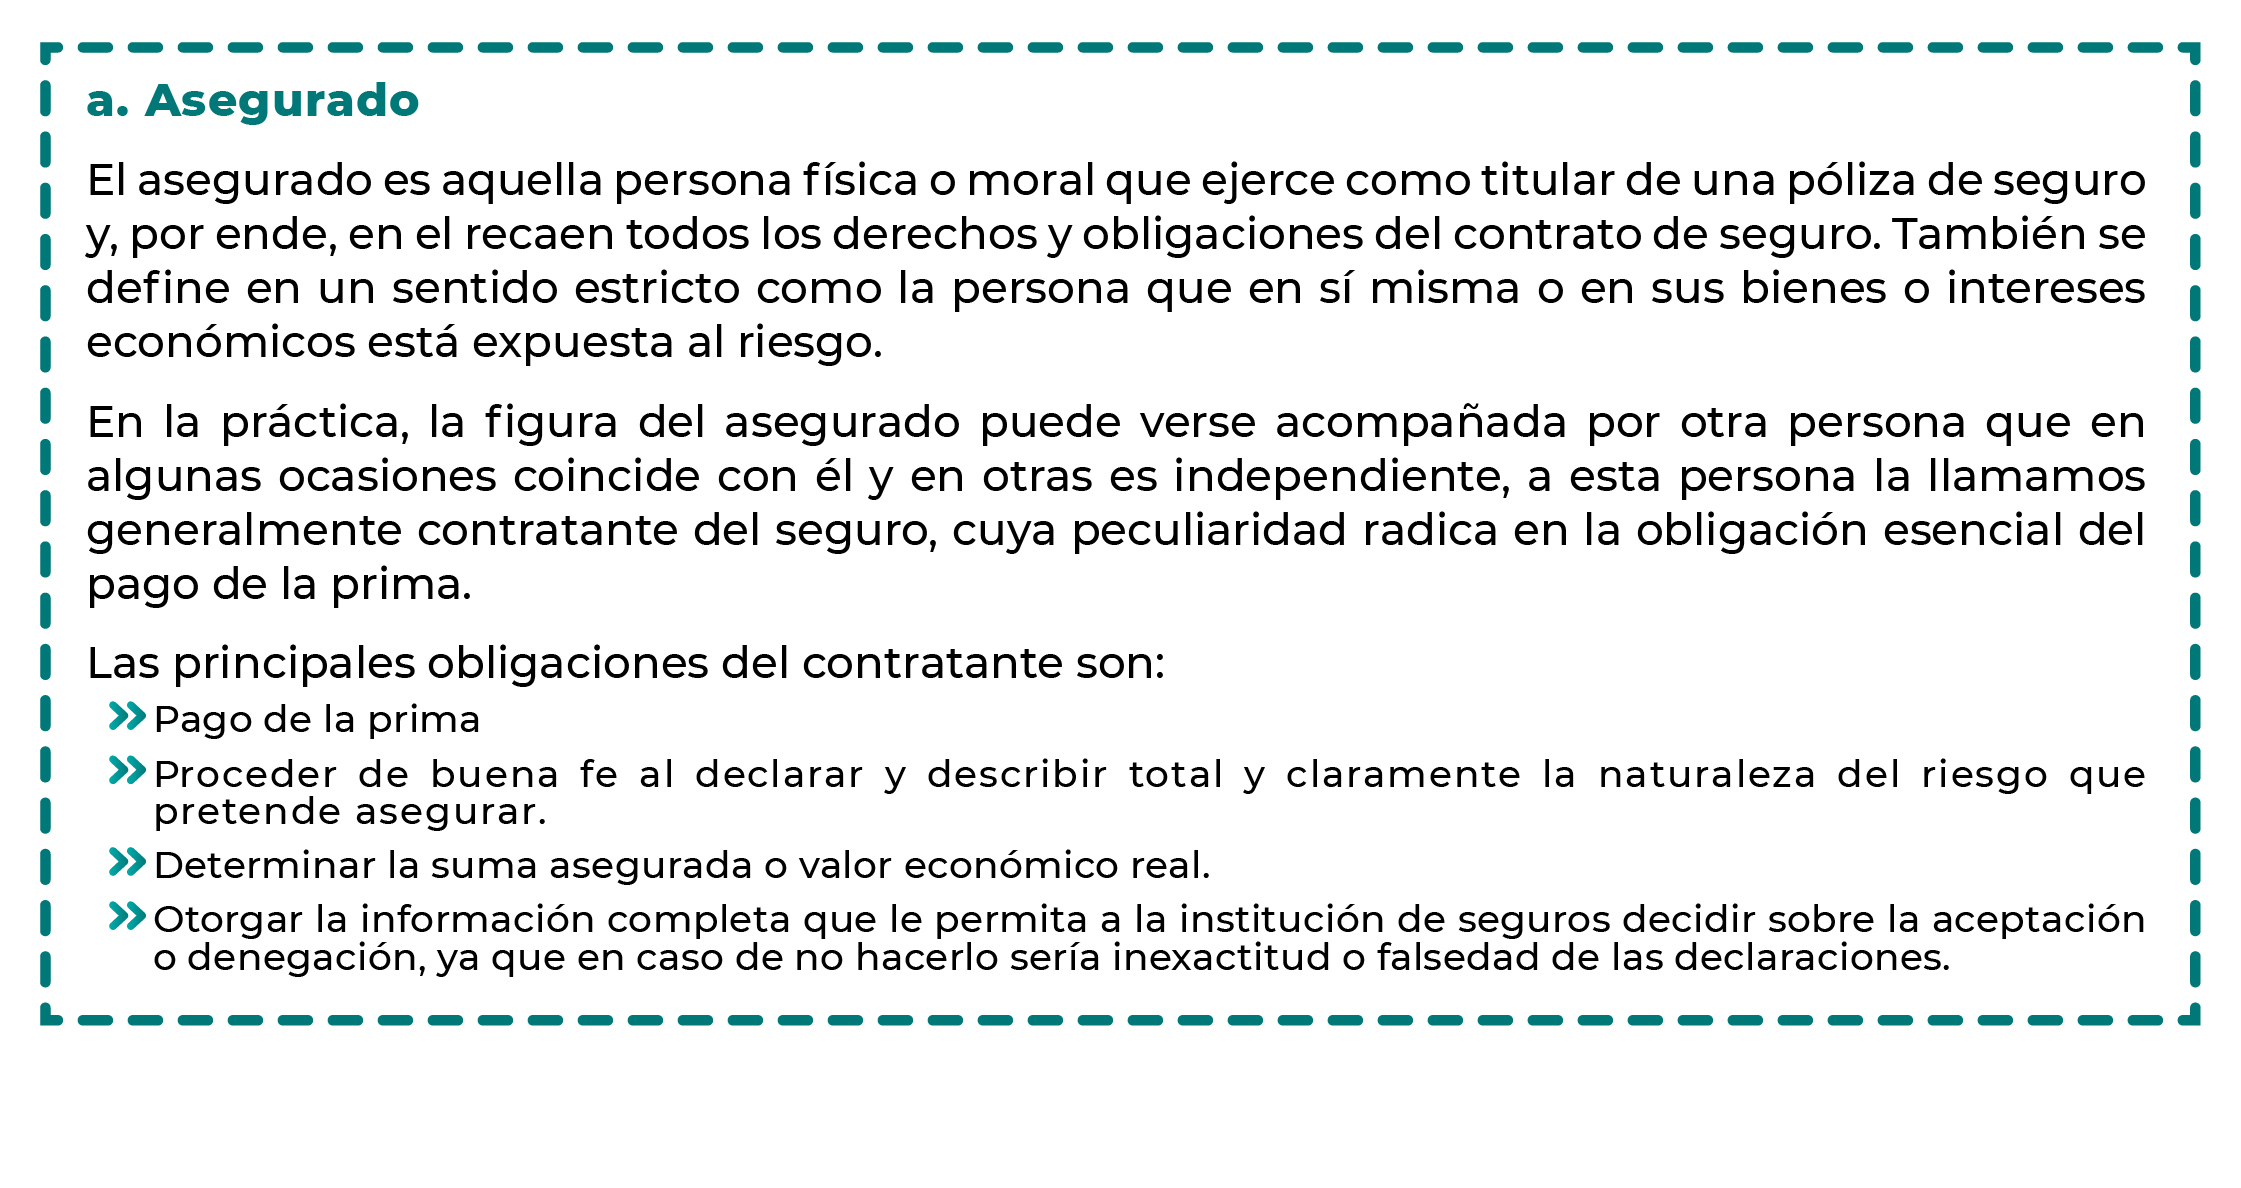 a. Asegurado
El asegurado es aquella persona física o moral que ejerce como titular de una póliza de seguro
y, por ende, en el recaen todos los derechos y obligaciones del contrato de seguro. También se
define en un sentido estricto como la persona que en sí misma o en sus bienes o intereses
económicos está expuesta al riesgo.
En la práctica, la figura del asegurado puede verse acompañada por otra persona que en
algunas ocasiones coincide con él y en otras es independiente, a esta persona la llamamos
generalmente contratante del seguro, cuya peculiaridad radica en la obligación esencial del
pago de la prima.
Las principales obligaciones del contratante son:
Pago de la prima
Proceder de buena fe al declarar y describir total y claramente la naturaleza del riesgo que
pretende asegurar.
Determinar la suma asegurada o valor económico real.
Otorgar la información completa que le permita a la institución de seguros decidir sobre la aceptación
o denegación, ya que en caso de no hacerlo sería inexactitud o falsedad de las declaraciones.